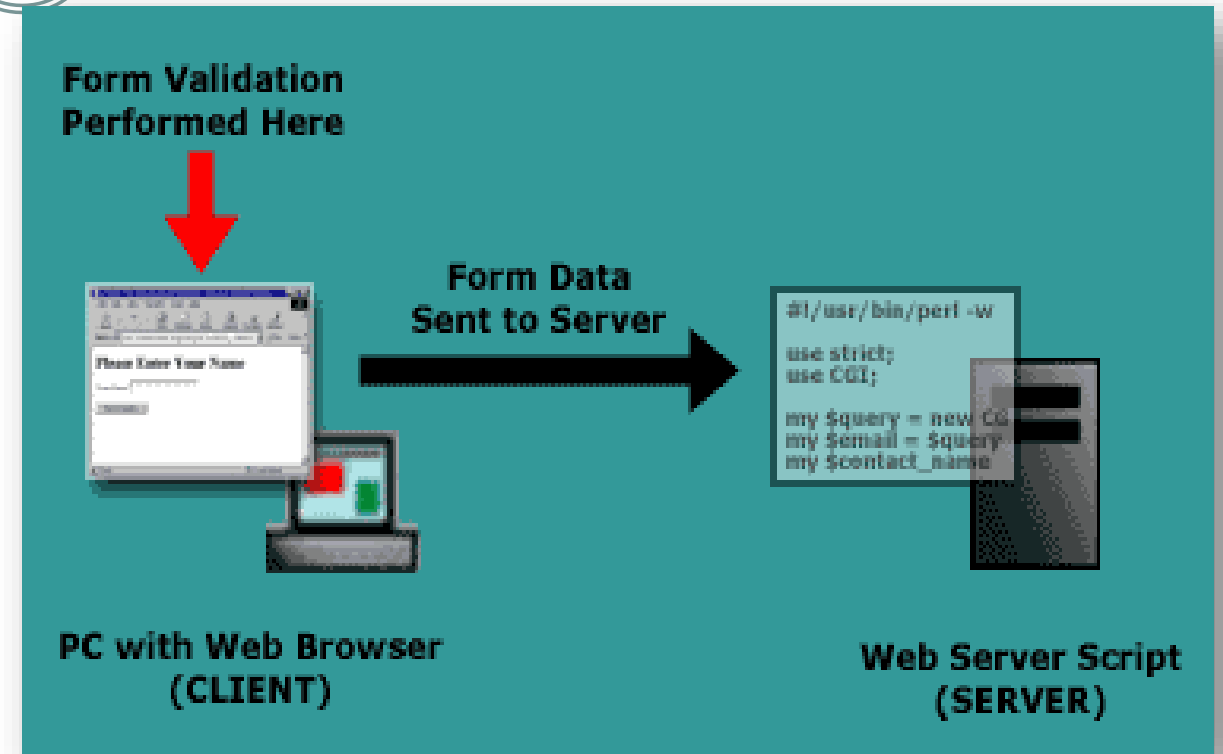 Form Validation
Performed Here
Form Data
Sent to Server
Please Enter Your Name
#!/usr/bin/perl -w
use strict;
use CGI;
my $query = new CG
my $email = $query
my $contact_name
PC with Web Browser
(CLIENT)
Web Server Script
(SERVER)